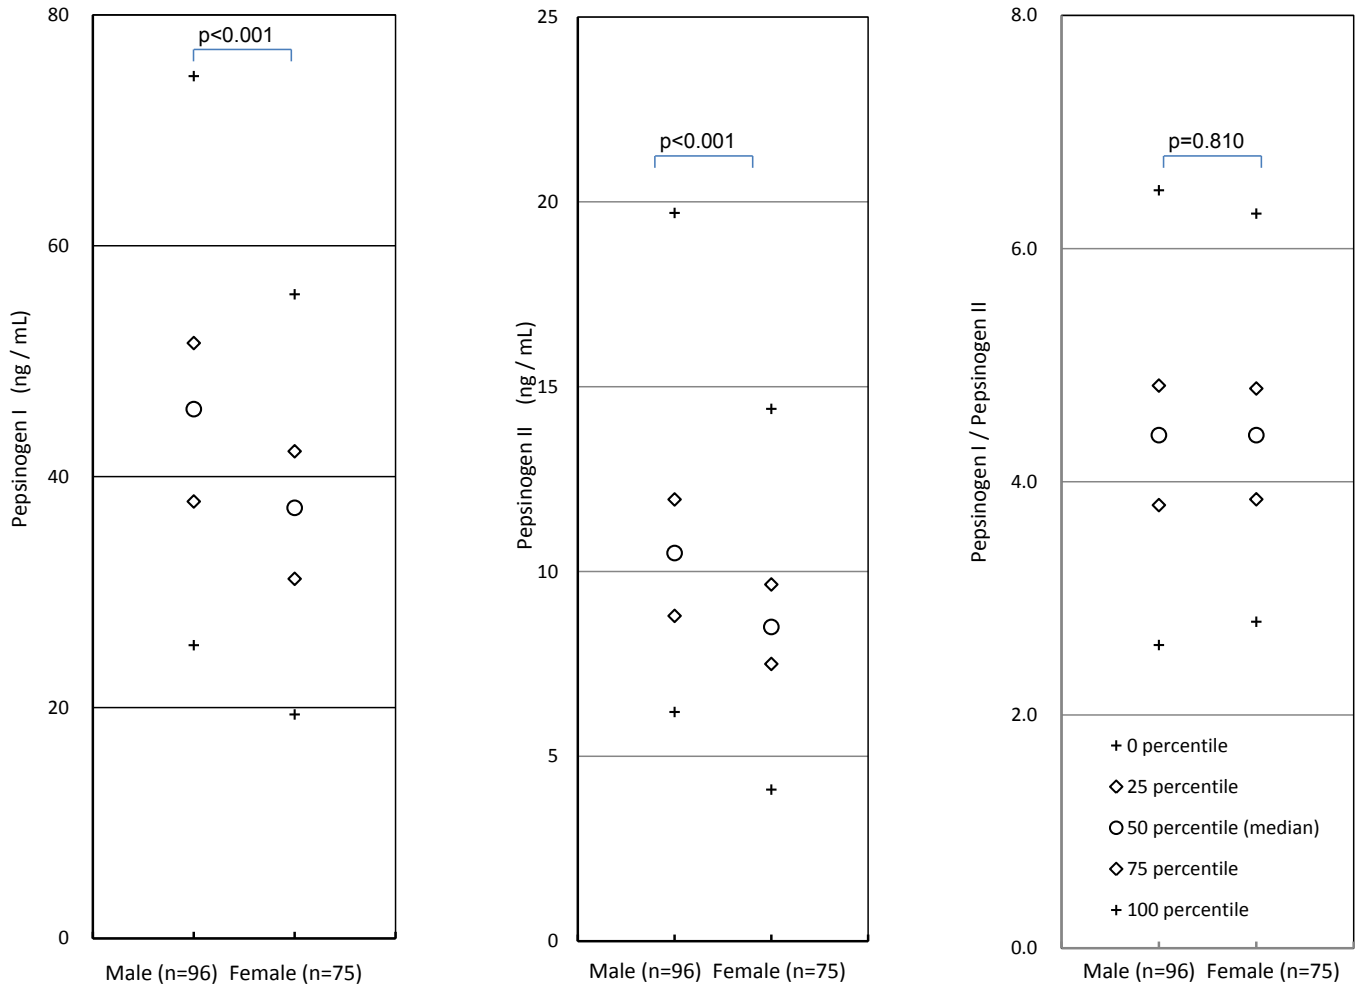 80
60
40
20
0
Pepsinogen I (ng / mL)
p<0.001
Male (n=96) Female (n=75)
25
20
15
10
5
0
Pepsinogen II (ng / mL)
p<0.001
Male (n=96) Female (n=75)
8.0
6.0
4.0
2.0
0.0
Pepsinogen I / Pepsinogen II
p=0.810
0 percentile
25 percentile
50 percentile (median)
75 percentile
100 percentile
Male (n=96) Female (n=75)